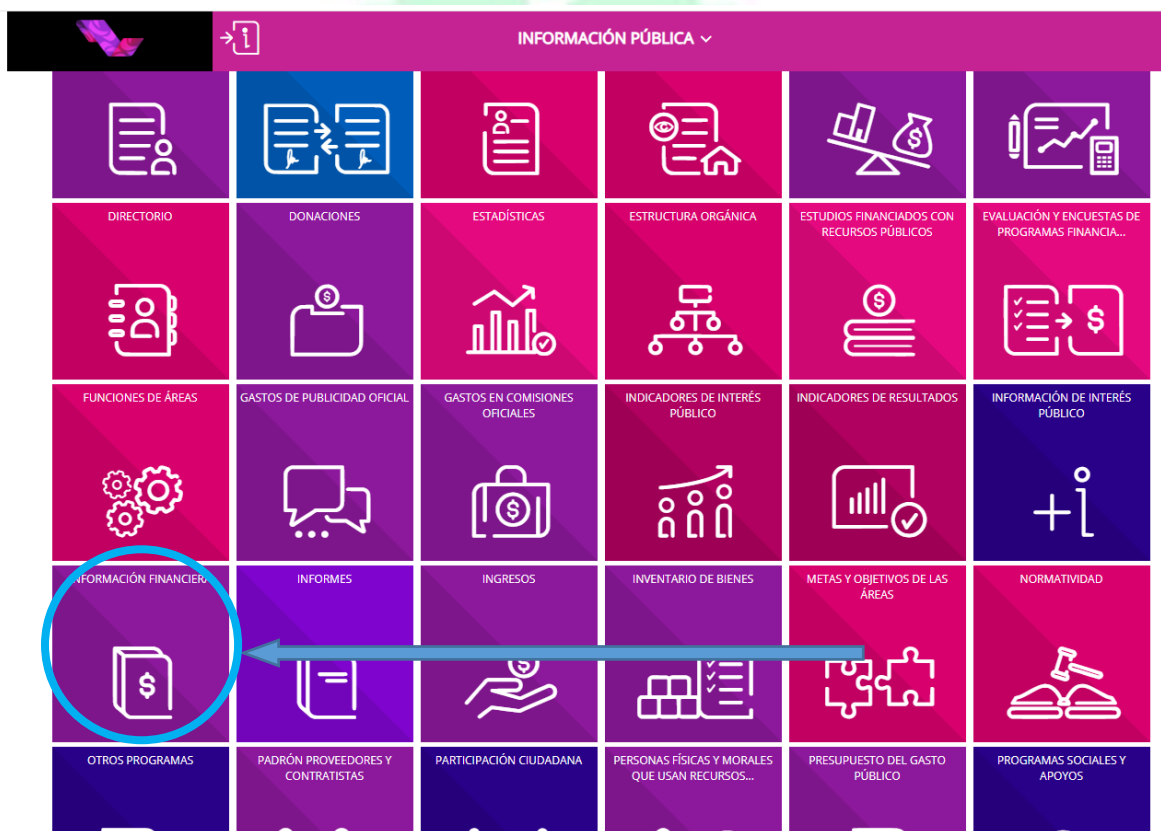 INFORMACIÓN PÚBLICA
DIRECTORIO
DONACIONES
ESTADÍSTICAS
ESTRUCTURA ORGÁNICA
ESTUDIOS FINANCIADOS CON
RECURSOS PÚBLICOS
EVALUACIÓN Y ENCUESTAS DE
PROGRAMAS FINANCIA...
FUNCIONES DE ÁREAS
GASTOS DE PUBLICIDAD OFICIAL
GASTOS EN COMISIONES
OFICIALES
INDICADORES DE INTERÉS
PÚBLICO
INDICADORES DE RESULTADOS
INFORMACIÓN DE INTERÉS
PÚBLICO
INFORMACIÓN FINANCIERA
INFORMES
INGRESOS
INVENTARIO DE BIENES
METAS Y OBJETIVOS DE LAS
ÁREAS
NORMATIVIDAD
OTROS PROGRAMAS
PADRÓN PROVEEDORES Y
CONTRATISTAS
PARTICIPACIÓN CIUDADANA
PERSONAS FÍSICAS Y MORALES
QUE USAN RECURSOS...
PRESUPUESTO DEL GASTO
PÚBLICO
PROGRAMAS SOCIALES Y
APOYOS